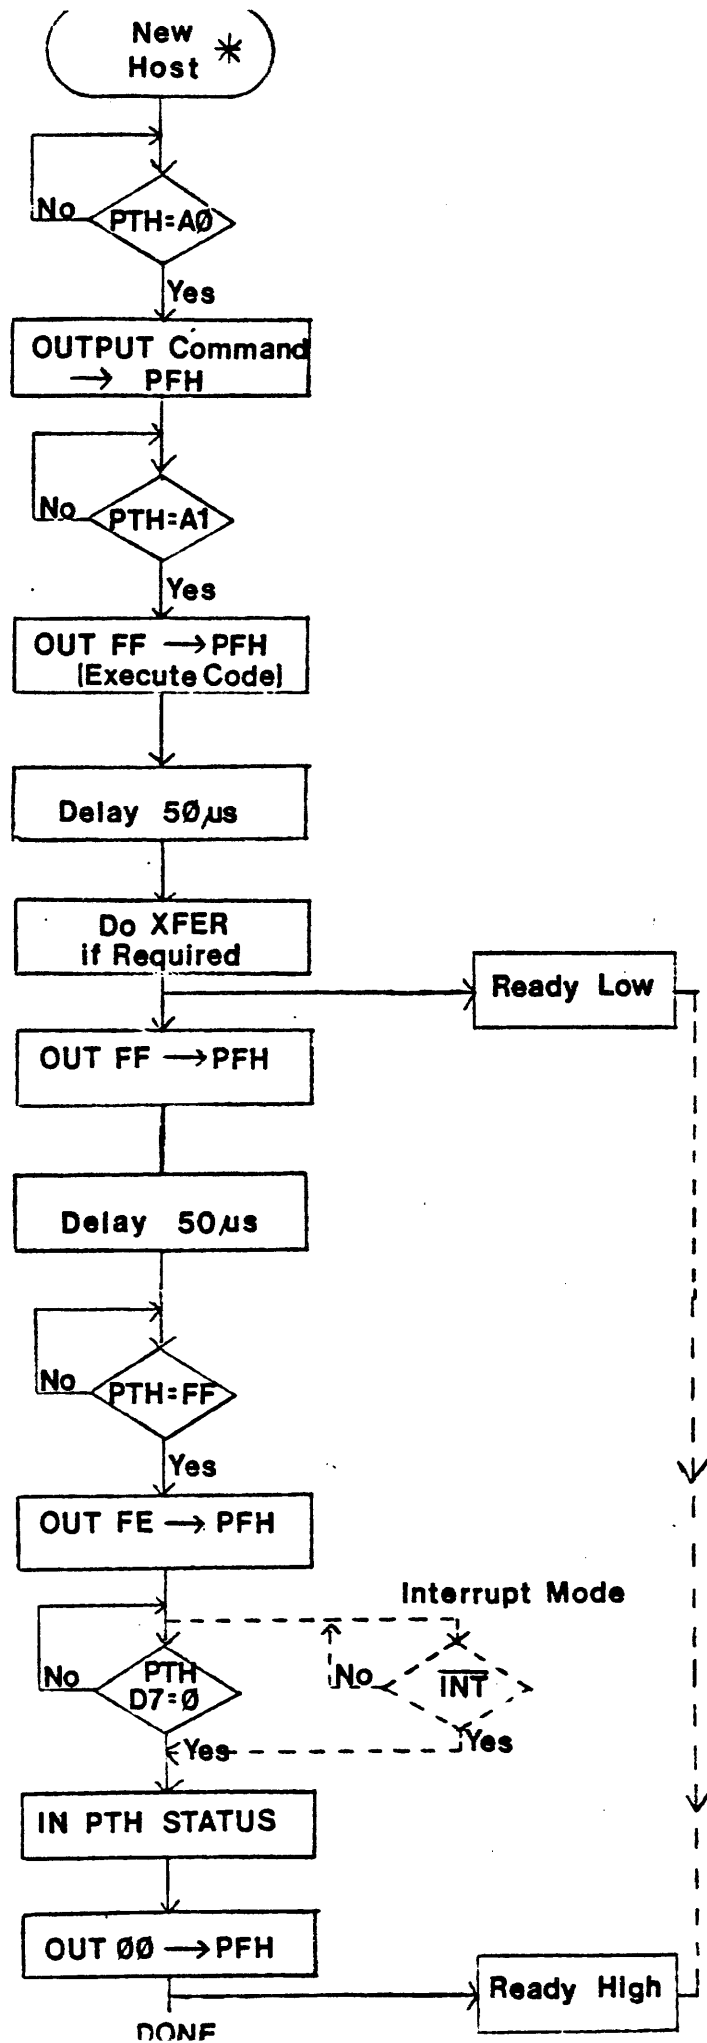 New *
Host
No
PTH=AØ
Yes
OUTPUT Command
→ PFH
No
PTH=A1
Yes
OUT FF → PFH
(Execute Code)
Delay 5Øμs
Do XFER
if Required
Ready Low
OUT FF → PFH
Delay 50μs
No
PTH=FF
Yes
OUT FE → PFH
Interrupt Mode
No
PTH
D7=Ø
No
I̅N̅T̅
Yes
Yes
IN PTH STATUS
OUT ØØ → PFH
Ready High
DONE